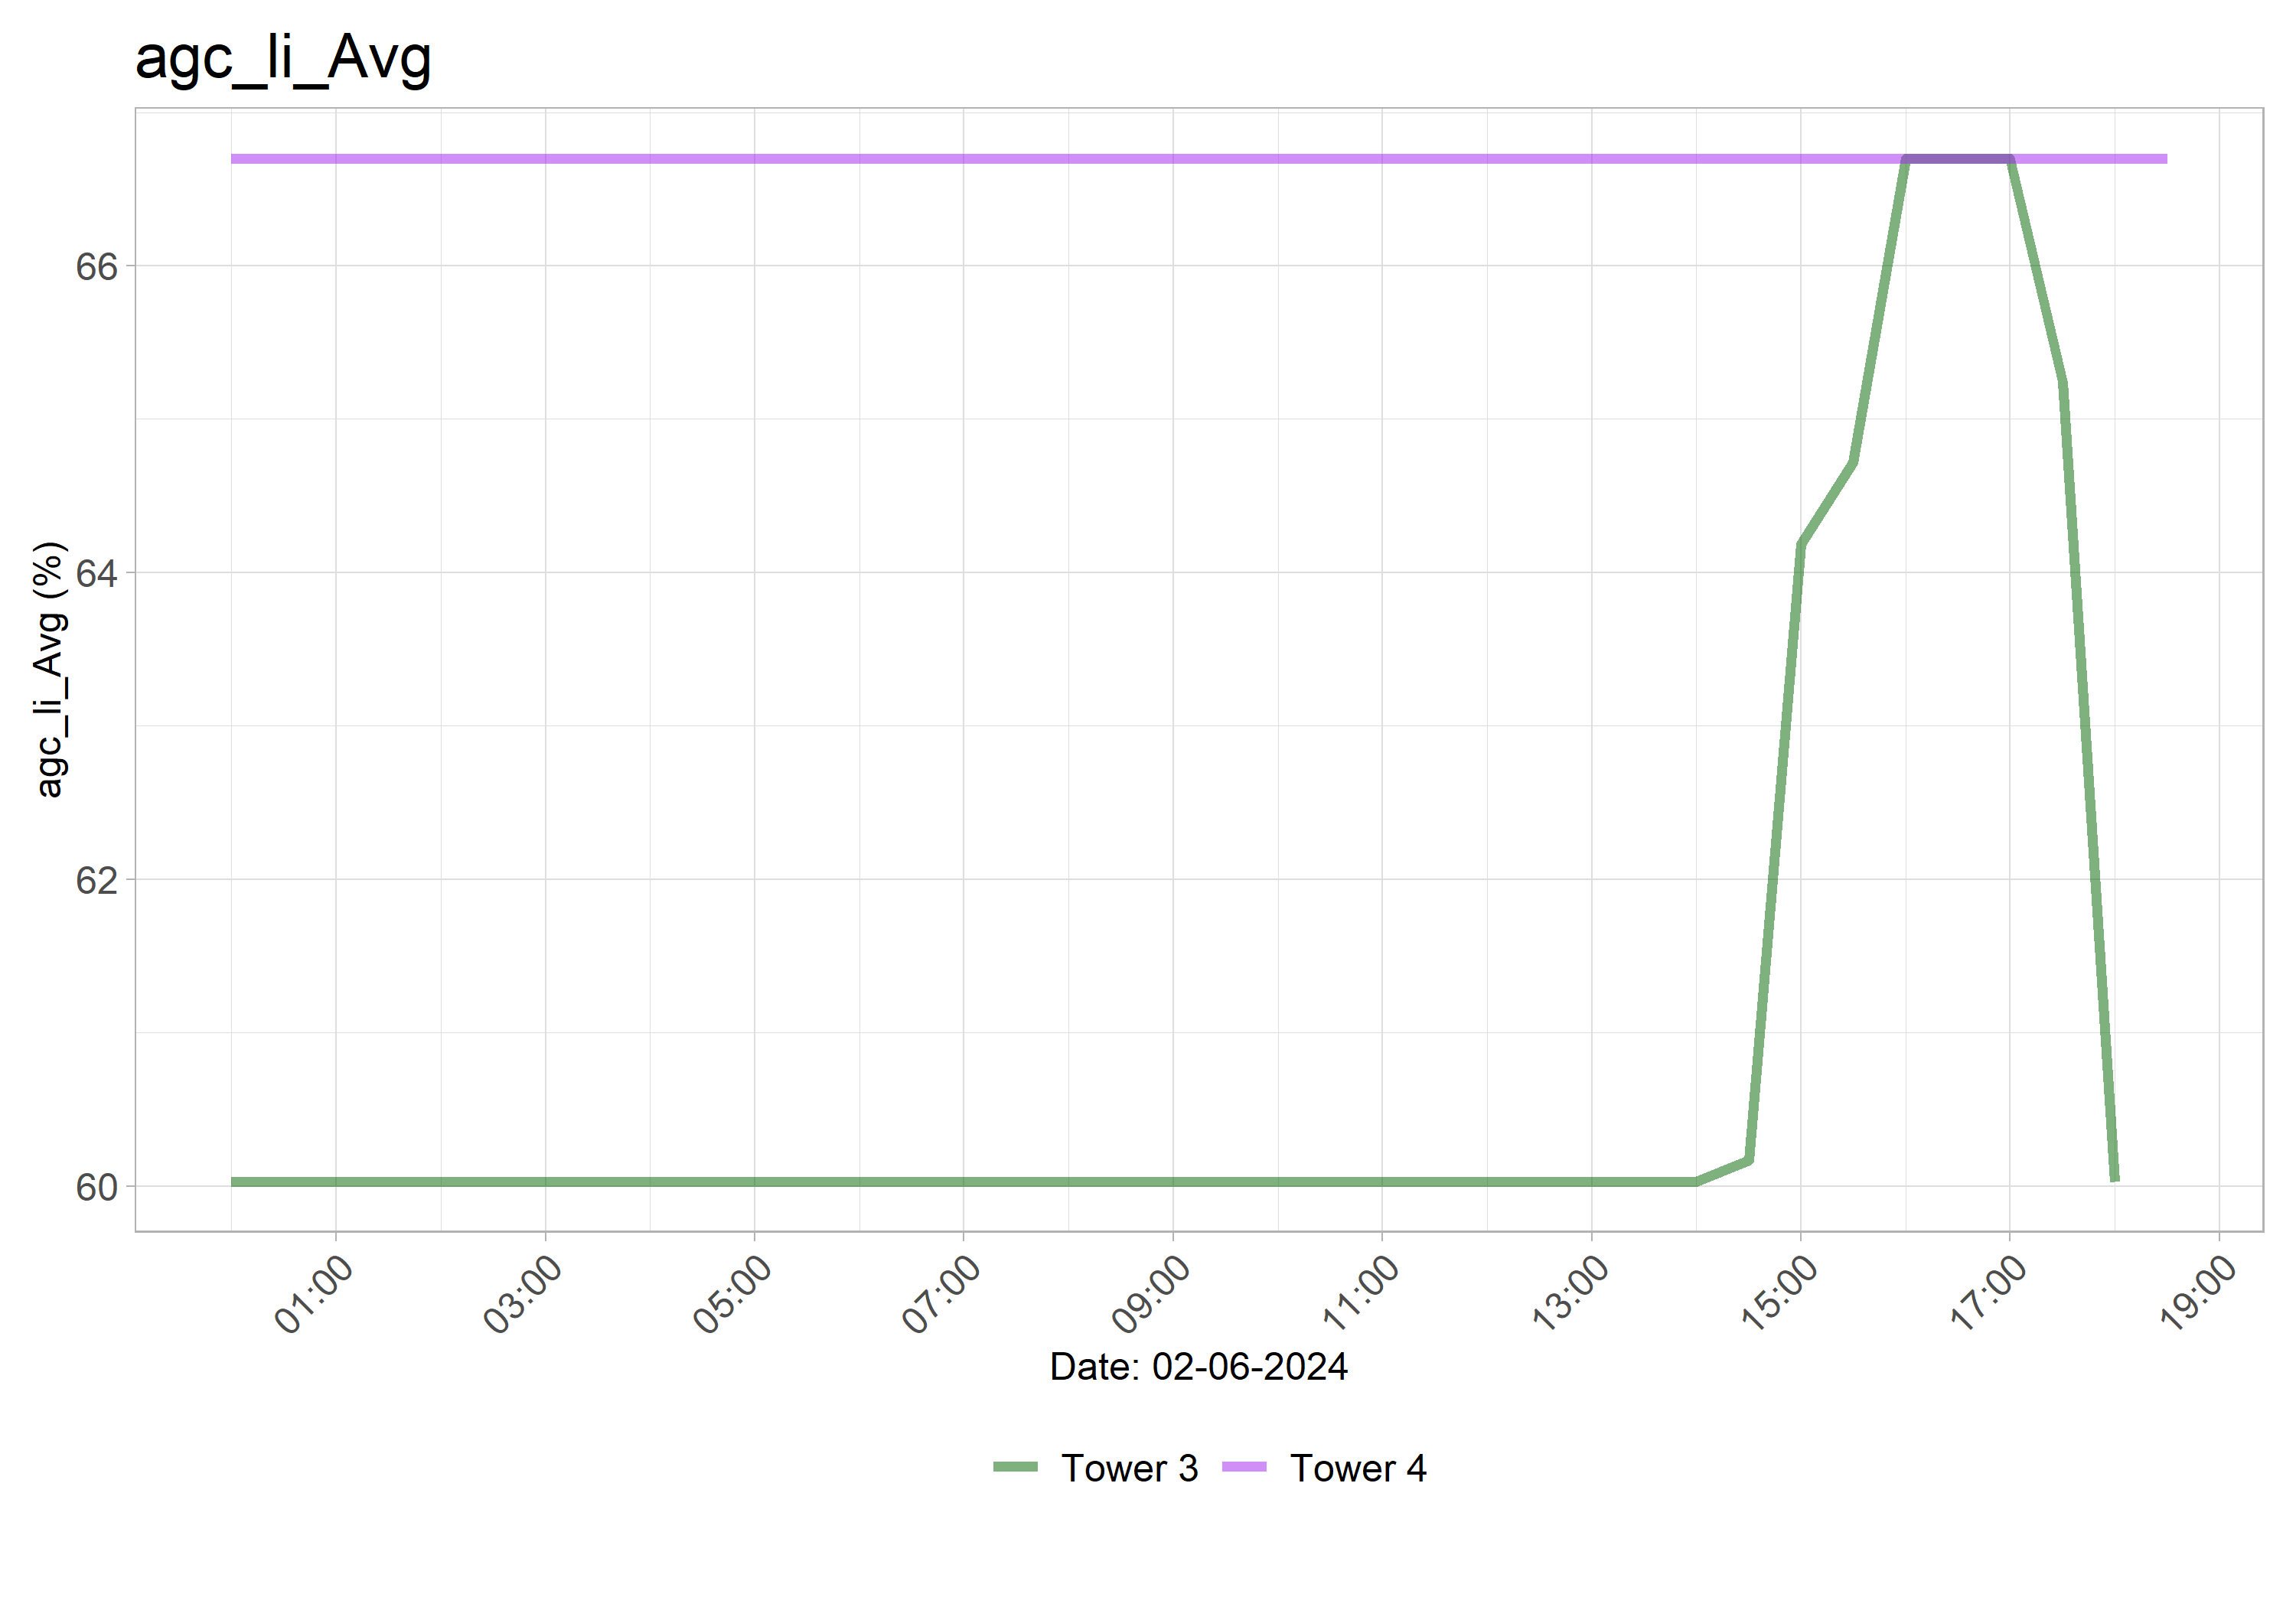 agc_li_Avg
agc_li_Avg (%)
66
64
62
60
01:00 03:00 05:00 07:00 09:00 11:00 13:00 15:00 17:00 19:00
Date: 02-06-2024
Tower 3 Tower 4